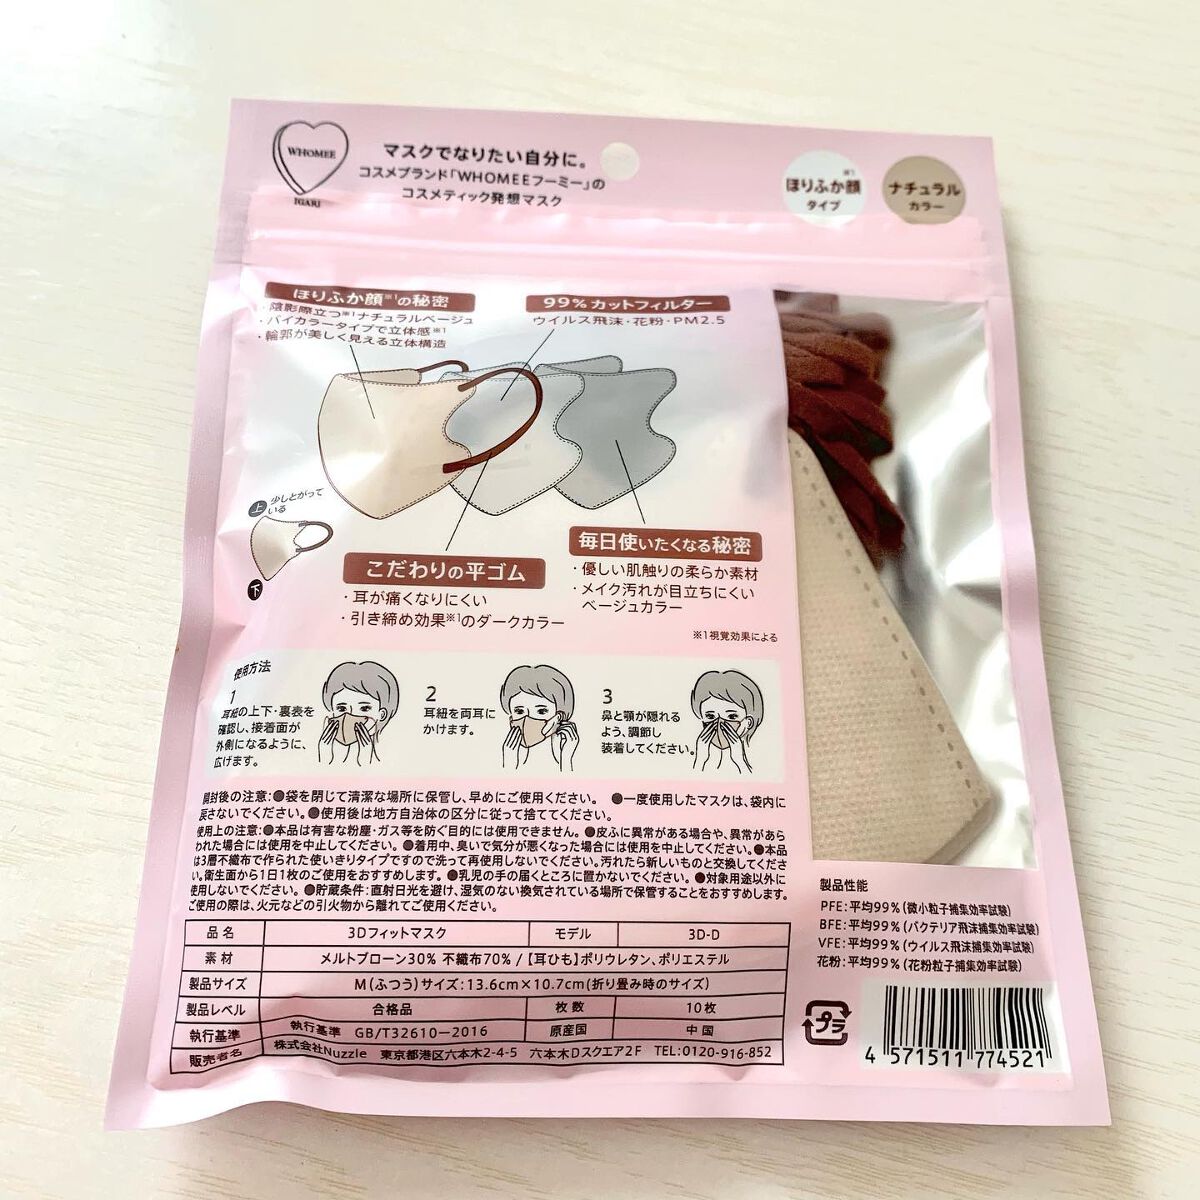 WHOMEE
IGARI
マスクでなりたい自分に。
コスメブランド「WHOMEEフーミー」の
コスメティック発想マスク
※1
ほりふか顔
タイプ
ナチュラル
カラー
ほりふか顔※1の秘密
・陰影際立つ※1ナチュラルベージュ
・バイカラータイプで立体感※1
・輪郭が美しく見える立体構造
99%カットフィルター
ウイルス飛沫・花粉・PM2.5
上 少しとがって
いる
下
こだわりの平ゴム
・耳が痛くなりにくい
・引き締め効果※1のダークカラー
毎日使いたくなる秘密
・優しい肌触りの柔らか素材
・メイク汚れが目立ちにくい
ベージュカラー
※1視覚効果による
使用方法
1
耳紐の上下・裏表を
確認し、接着面が
外側になるように、
広げます。
2
耳紐を両耳に
かけます。
3
鼻と顎が隠れる
よう、調節し
装着してください。
開封後の注意:●袋を閉じて清潔な場所に保管し、早めにご使用ください。 ●一度使用したマスクは、袋内に
戻さないでください。●使用後は地方自治体の区分に従って捨ててください。
使用上の注意:●本品は有害な粉塵・ガス等を防ぐ目的には使用できません。●皮ふに異常がある場合や、異常があら
われた場合には使用を中止してください。●着用中、臭いで気分が悪くなった場合には使用を中止してください。●本品
は3層不織布で作られた使いきりタイプですので洗って再使用しないでください。汚れたら新しいものと交換してくださ
い。衛生面から1日1枚のご使用をおすすめします。●乳児の手の届くところに置かないでください。●対象用途以外に
使用しないでください。●貯蔵条件:直射日光を避け、湿気のない換気されている場所で保管することをおすすめします。
ご使用の際は、火元などの引火物から離れてご使用ください。
品名 3Dフィットマスク モデル 3D-D
素材 メルトブローン30% 不織布70% /【耳ひも】ポリウレタン、ポリエステル
製品サイズ M(ふつう)サイズ:13.6cm×10.7cm(折り畳み時のサイズ)
製品レベル 合格品 枚数 10枚
執行基準 執行基準 GB/T32610-2016 原産国 中国
販売者名 株式会社Nuzzle 東京都港区六本木2-4-5 六本木Dスクエア2F TEL:0120-916-852
製品性能
PFE:平均99%(微小粒子捕集効率試験)
BFE:平均99%(バクテリア飛沫捕集効率試験)
VFE:平均99%(ウイルス飛沫捕集効率試験)
花粉:平均99%(花粉粒子捕集効率試験)
プラ
4 571511 774521